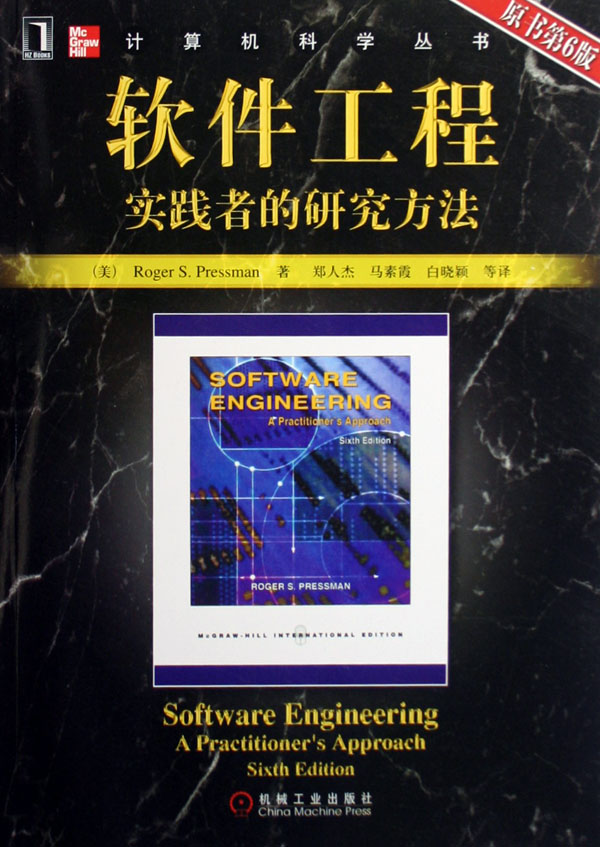 HZ BOOKS
Mc
Graw
Hill
计算机科学丛书
原书第6版
软件工程
实践者的研究方法
(美) Roger S. Pressman 著 郑人杰 马素霞 白晓颖 等译
SOFTWARE
ENGINEERING
A Practitioner's Approach
Sixth Edition
ROGER S. PRESSMAN
McGRAW-HILL INTERNATIONAL EDITION
Software Engineering
A Practitioner's Approach
Sixth Edition
机械工业出版社
China Machine Press